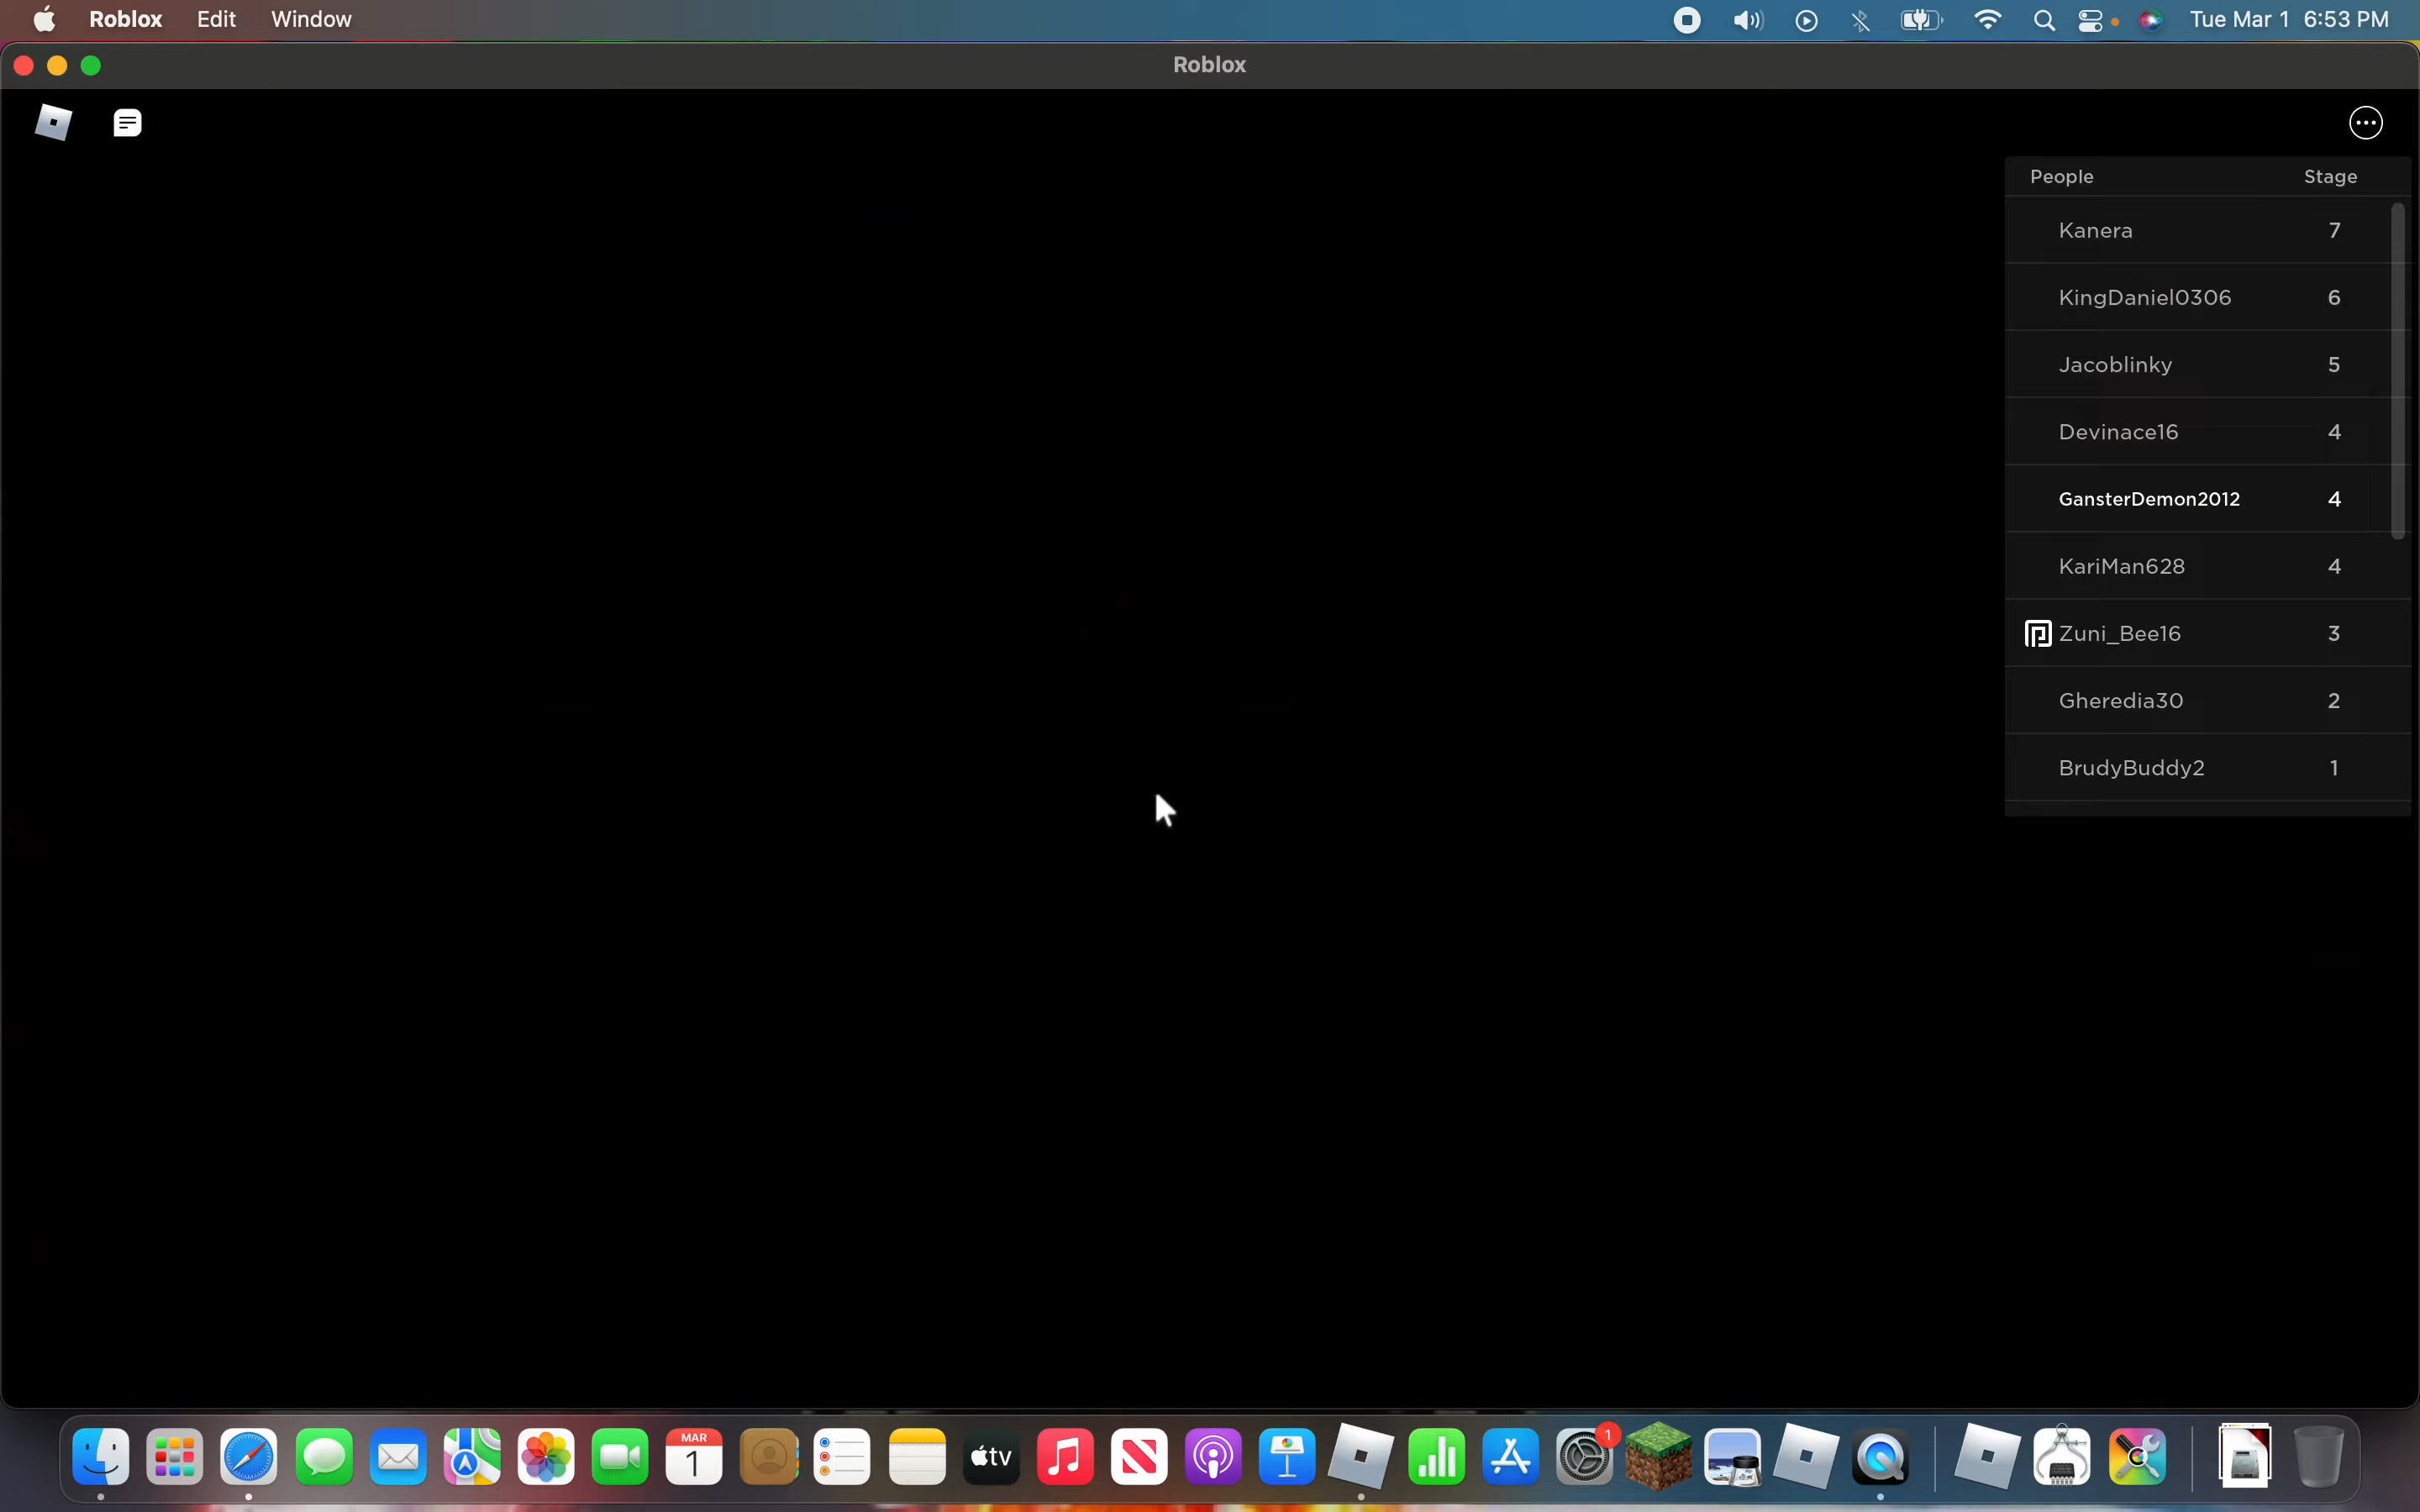 Roblox Edit Window Tue Mar 1 6:53 PM
Roblox
People Stage
Kanera 7
KingDaniel0306 6
Jacoblinky 5
Devinace16 4
GansterDemon2012 4
KariMan628 4
Zuni_Bee16 3
Gheredia30 2
BrudyBuddy2 1
MAR
1
tv
1